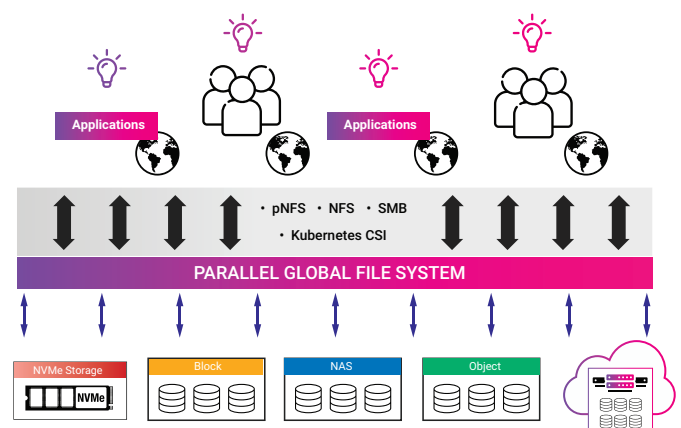 Applications
Applications
• pNFS • NFS • SMB
• Kubernetes CSI
PARALLEL GLOBAL FILE SYSTEM
NVMe Storage
Block
NAS
Object
NVMe